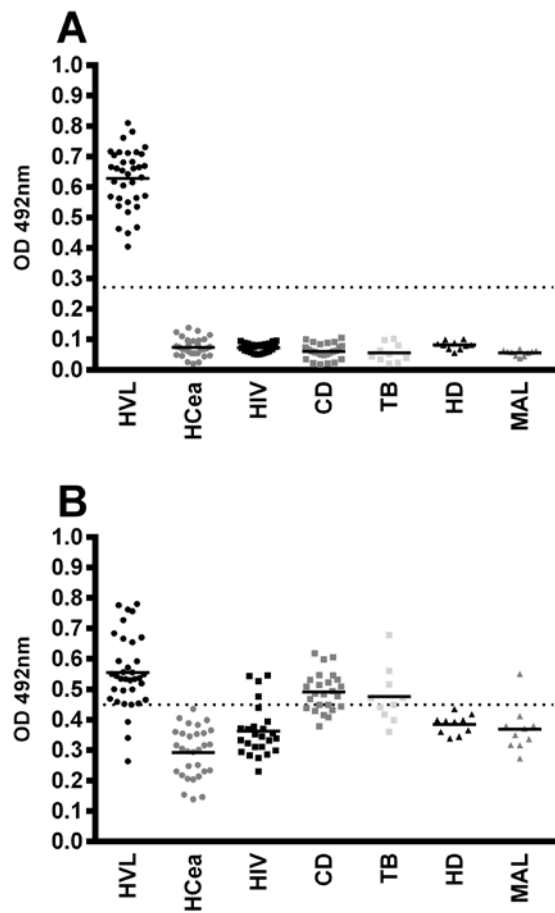 A
OD 492nm
1.0
0.9
0.8
0.7
0.6
0.5
0.4
0.3
0.2
0.1
0.0
HVL
HCea
HIV
CD
TB
HD
MAL
B
OD 492nm
1.0
0.9
0.8
0.7
0.6
0.5
0.4
0.3
0.2
0.1
0.0
HVL
HCea
HIV
CD
TB
HD
MAL